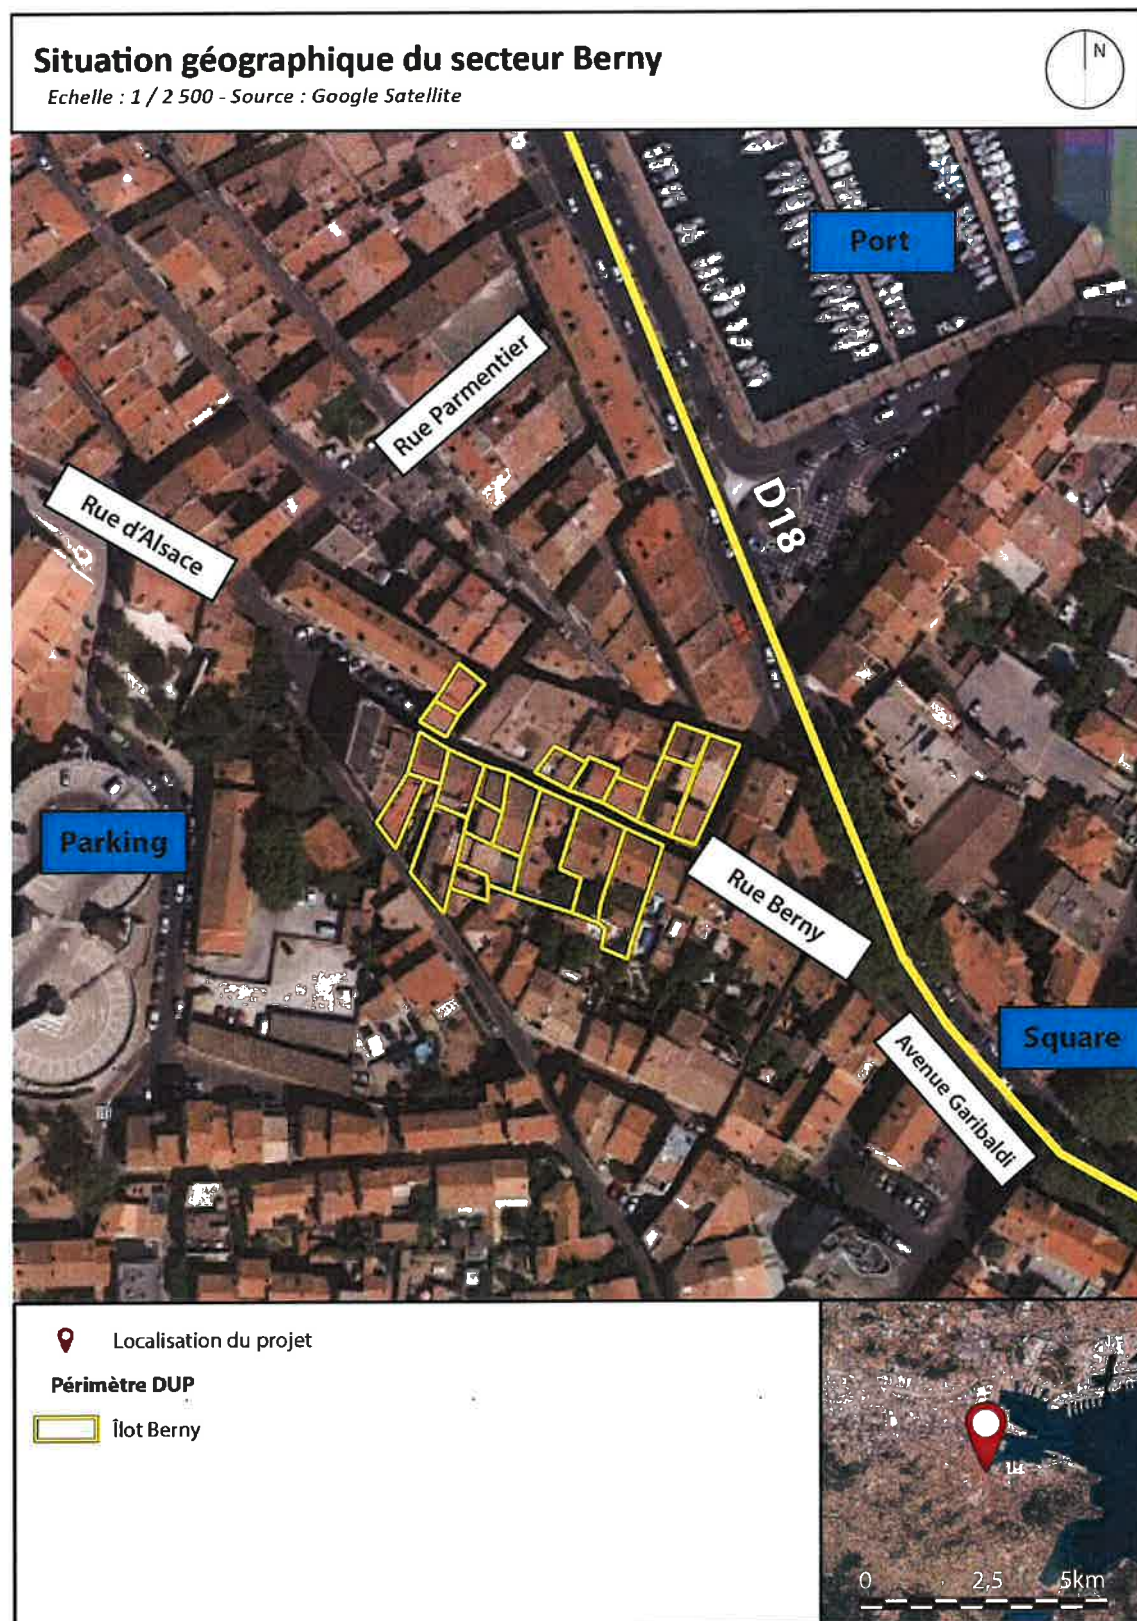 Situation géographique du secteur Berny
Echelle : 1 / 2 500 - Source : Google Satellite
N
Port
Rue Parmentier
D18
Rue d'Alsace
Parking
Rue Berny
Square
Avenue Garibaldi
Localisation du projet
Périmètre DUP
Îlot Berny
0 2,5 5km